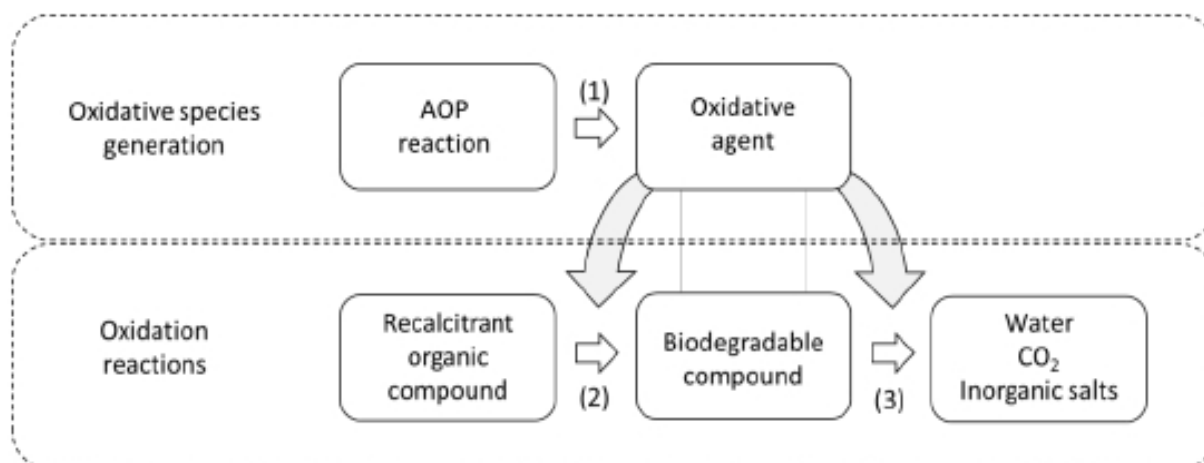 Oxidative species
generation
AOP
reaction
(1)
Oxidative
agent
Oxidation
reactions
Recalcitrant
organic
compound
(2)
Biodegradable
compound
(3)
Water
CO₂
Inorganic salts